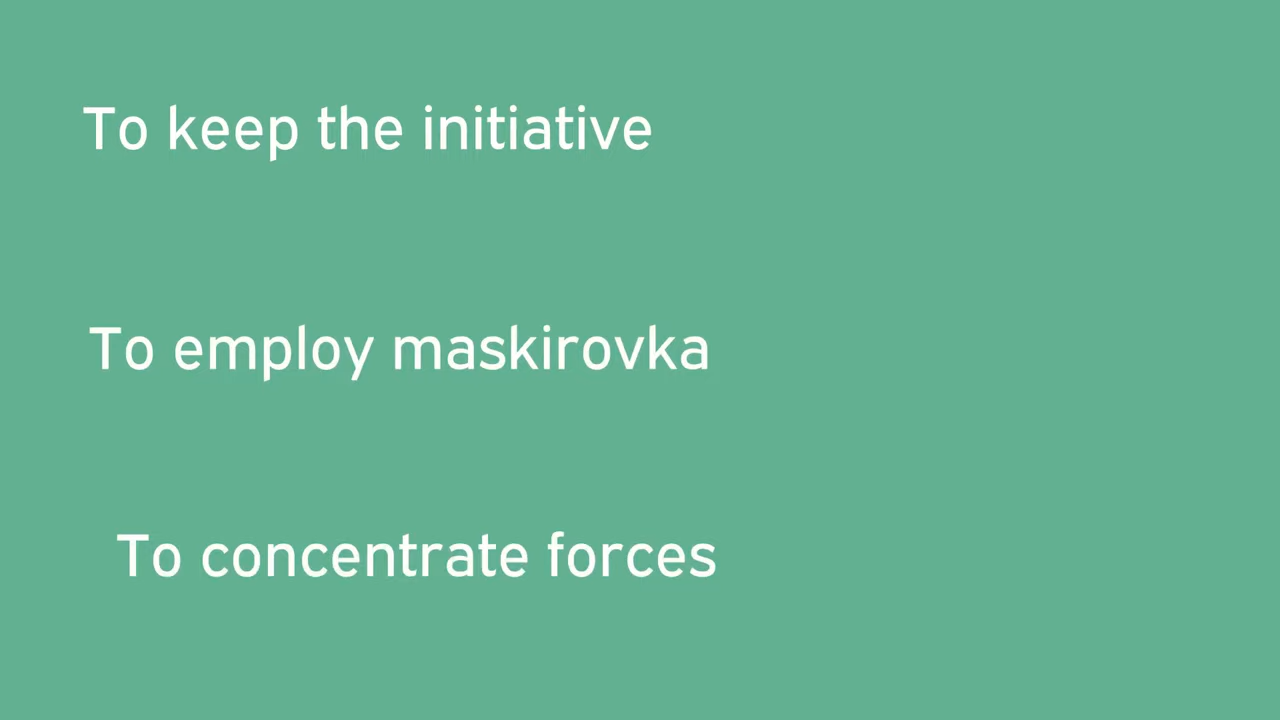 To keep the initiative
To employ maskirovka
To concentrate forces